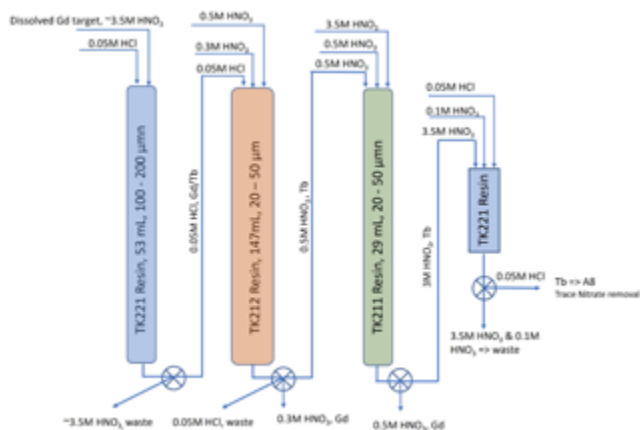 Dissolved Gd target, ~3.5M HNO3
0.05M HCl
TK221 Resin, 53 mL, 100 - 200 µmn
~3.5M HNO3, waste
0.05M HCl, Gd/Tb
0.5M HNO3
0.3M HNO3
0.05M HCl
TK212 Resin, 147mL, 20 – 50 µm
0.05M HCl, waste
0.3M HNO3, Gd
0.5M HNO3, Tb
3.5M HNO3
0.5M HNO3
0.5M HNO3
TK211 Resin, 29 mL, 20 - 50 µmn
0.5M HNO3, Gd
3M HNO3, Tb
0.05M HCl
0.1M HNO3
3.5M HNO3
TK221 Resin
0.05M HCl
Tb => A8
Trace Nitrate removal
3.5M HNO3 & 0.1M
HNO3 => waste